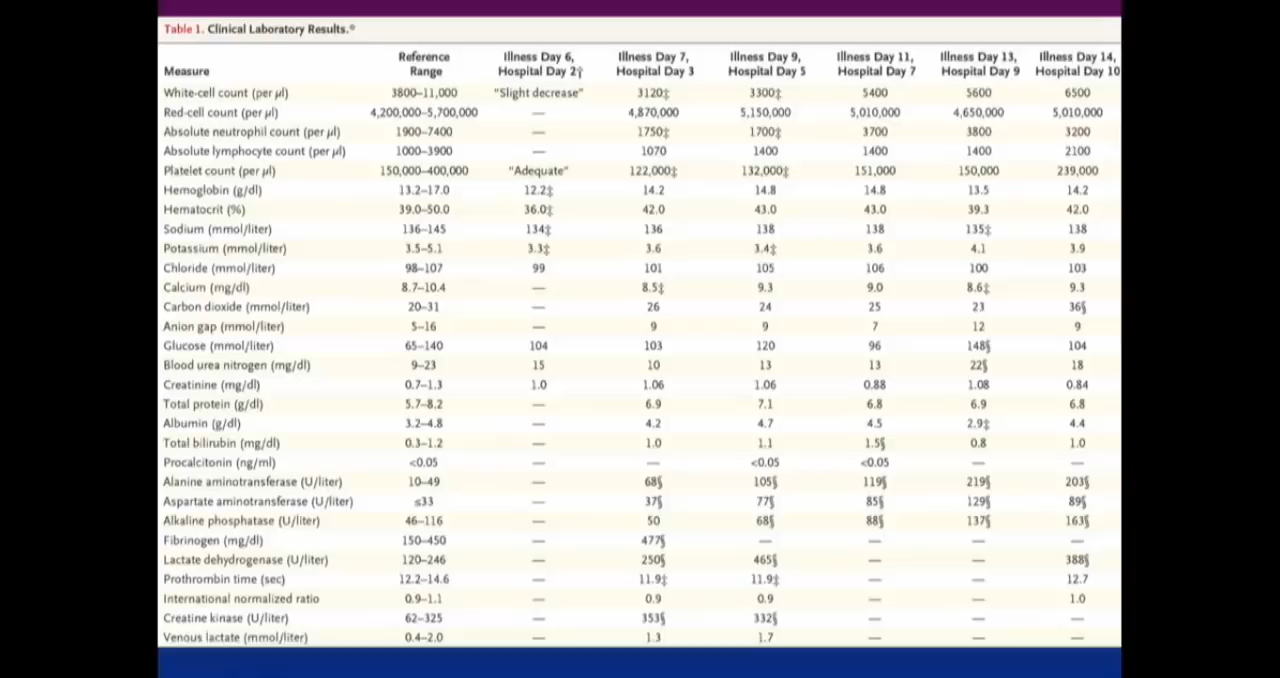 Table 1. Clinical Laboratory Results.*
Measure Reference Range Illness Day 6, Hospital Day 2† Illness Day 7, Hospital Day 3 Illness Day 9, Hospital Day 5 Illness Day 11, Hospital Day 7 Illness Day 13, Hospital Day 9 Illness Day 14, Hospital Day 10
White-cell count (per μl) 3800–11,000 "Slight decrease" 3120‡ 3300‡ 5400 5600 6500
Red-cell count (per μl) 4,200,000–5,700,000 — 4,870,000 5,150,000 5,010,000 4,650,000 5,010,000
Absolute neutrophil count (per μl) 1900–7400 — 1750‡ 1700‡ 3700 3800 3200
Absolute lymphocyte count (per μl) 1000–3900 — 1070 1400 1400 1400 2100
Platelet count (per μl) 150,000–400,000 "Adequate" 122,000‡ 132,000‡ 151,000 150,000 239,000
Hemoglobin (g/dl) 13.2–17.0 12.2‡ 14.2 14.8 14.8 13.5 14.2
Hematocrit (%) 39.0–50.0 36.0‡ 42.0 43.0 43.0 39.3 42.0
Sodium (mmol/liter) 136–145 134‡ 136 138 138 135‡ 138
Potassium (mmol/liter) 3.5–5.1 3.3‡ 3.6 3.4‡ 3.6 4.1 3.9
Chloride (mmol/liter) 98–107 99 101 105 106 100 103
Calcium (mg/dl) 8.7–10.4 — 8.5‡ 9.3 9.0 8.6‡ 9.3
Carbon dioxide (mmol/liter) 20–31 — 26 24 25 23 36§
Anion gap (mmol/liter) 5–16 — 9 9 7 12 9
Glucose (mmol/liter) 65–140 104 103 120 96 148§ 104
Blood urea nitrogen (mg/dl) 9–23 15 10 13 13 22§ 18
Creatinine (mg/dl) 0.7–1.3 1.0 1.06 1.06 0.88 1.08 0.84
Total protein (g/dl) 5.7–8.2 — 6.9 7.1 6.8 6.9 6.8
Albumin (g/dl) 3.2–4.8 — 4.2 4.7 4.5 2.9‡ 4.4
Total bilirubin (mg/dl) 0.3–1.2 — 1.0 1.1 1.5§ 0.8 1.0
Procalcitonin (ng/ml) <0.05 — — <0.05 <0.05 — —
Alanine aminotransferase (U/liter) 10–49 — 68§ 105§ 119§ 219§ 203§
Aspartate aminotransferase (U/liter) ≤33 — 37§ 77§ 85§ 129§ 89§
Alkaline phosphatase (U/liter) 46–116 — 50 68§ 88§ 137§ 163§
Fibrinogen (mg/dl) 150–450 — 477§ — — — —
Lactate dehydrogenase (U/liter) 120–246 — 250§ 465§ — — 388§
Prothrombin time (sec) 12.2–14.6 — 11.9‡ 11.9‡ — — 12.7
International normalized ratio 0.9–1.1 — 0.9 0.9 — — 1.0
Creatine kinase (U/liter) 62–325 — 353§ 332§ — — —
Venous lactate (mmol/liter) 0.4–2.0 — 1.3 1.7 — — —